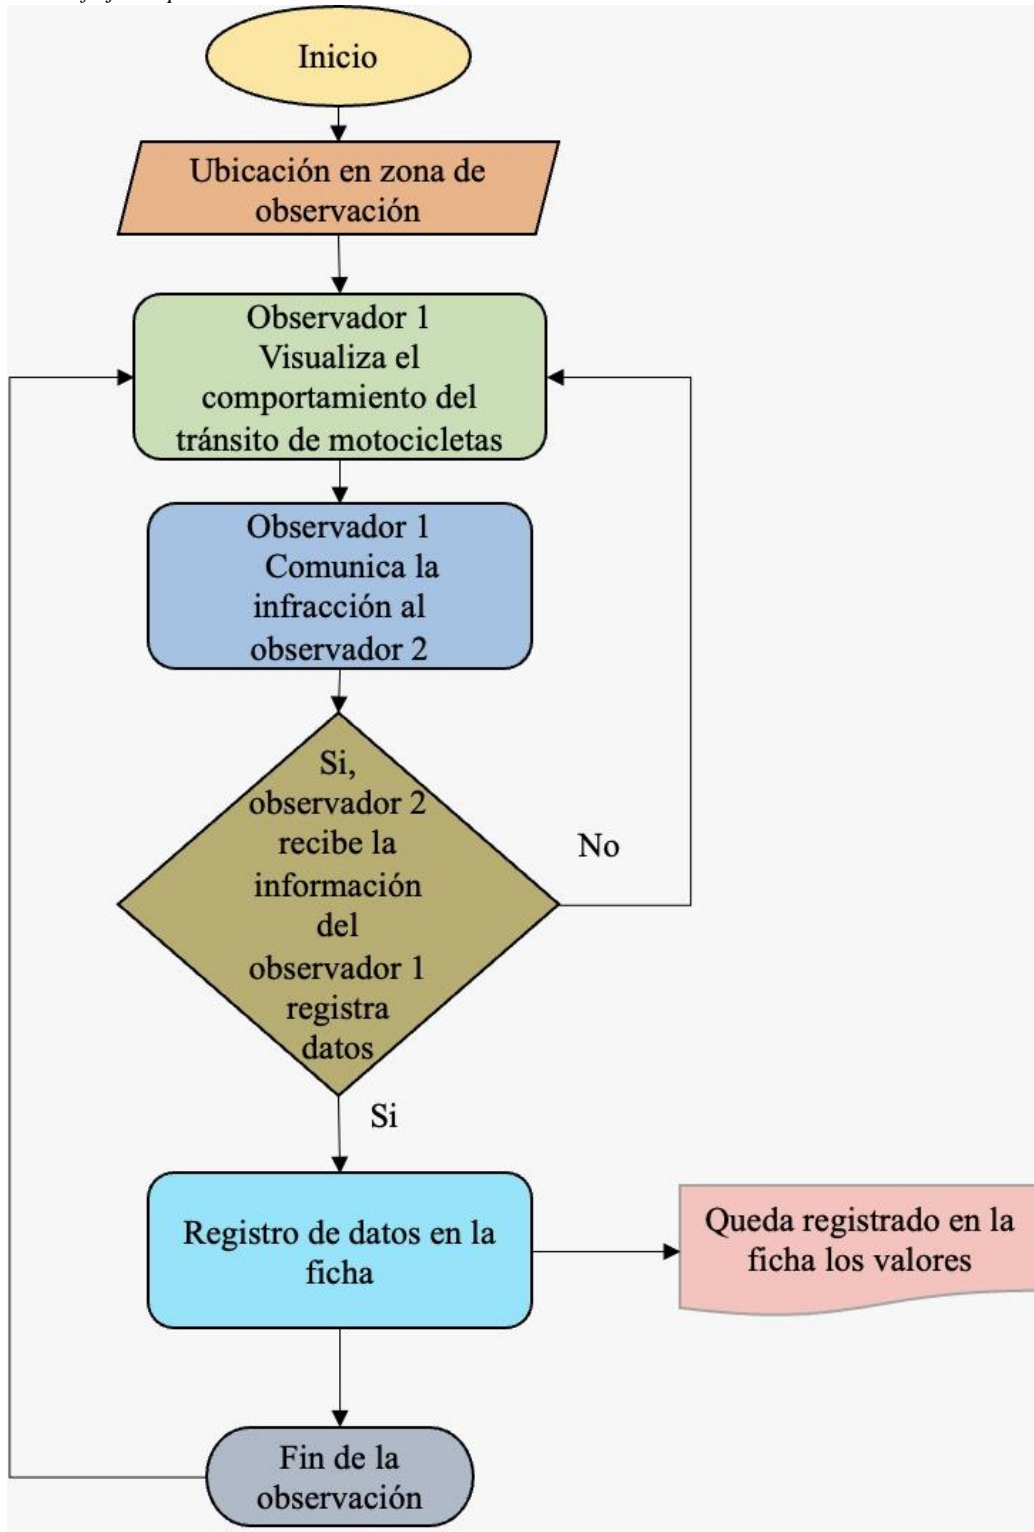 Inicio
Ubicación en zona de
observación
Observador 1
Visualiza el
comportamiento del
tránsito de motocicletas
Observador 1
Comunica la
infracción al
observador 2
Si,
observador 2
recibe la
información
del
observador 1
registra
datos
No
Si
Registro de datos en la
ficha
Queda registrado en la
ficha los valores
Fin de la
observación